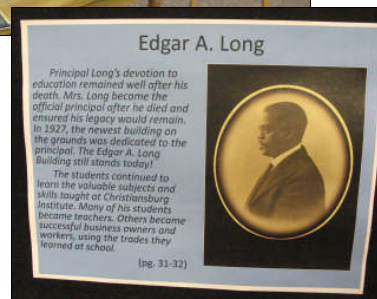 Edgar A. Long
Principal Long's devotion to
education remained well after his
death. Mrs. Long become the
official principal after he died and
ensured his legacy would remain.
In 1927, the newest building on
the grounds was dedicated to the
principal. The Edgar A. Long
Building still stands today!
The students continued to
learn the valuable subjects and
skills taught at Christiansburg
Institute. Many of his students
became teachers. Others became
successful business owners and
workers, using the trades they
learned at school.
(pg. 31-32)